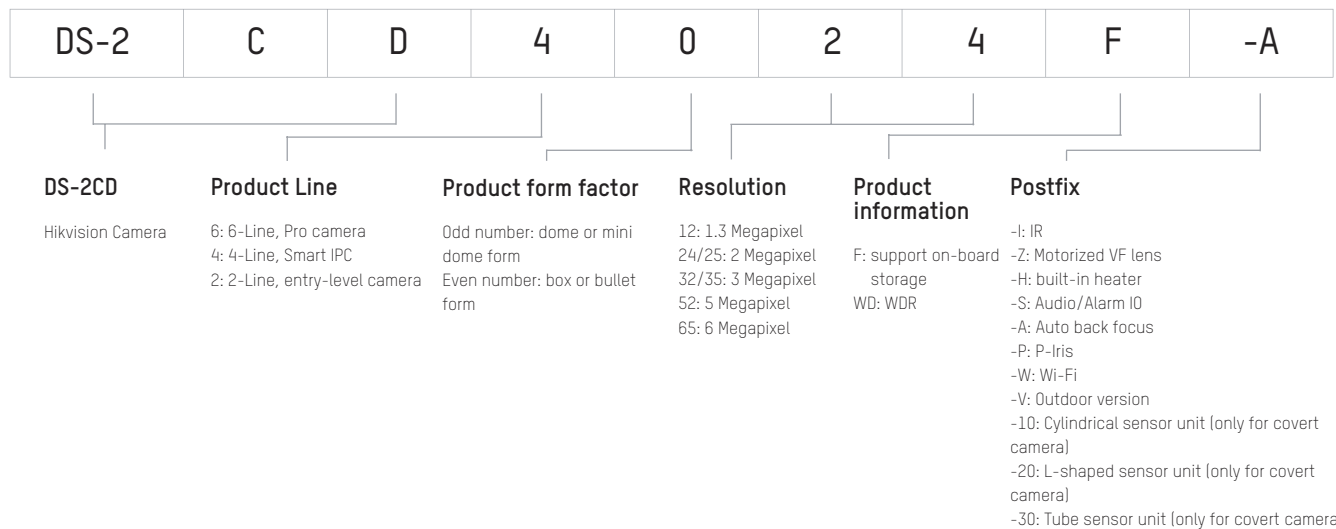 DS-2 C D 4 0 2 4 F -A
DS-2CD
Hikvision Camera
Product Line
6: 6-Line, Pro camera
4: 4-Line, Smart IPC
2: 2-Line, entry-level camera
Product form factor
Odd number: dome or mini
dome form
Even number: box or bullet
form
Resolution
12: 1.3 Megapixel
24/25: 2 Megapixel
32/35: 3 Megapixel
52: 5 Megapixel
65: 6 Megapixel
Product
information
F: support on-board
storage
WD: WDR
Postfix
-I: IR
-Z: Motorized VF lens
-H: built-in heater
-S: Audio/Alarm IO
-A: Auto back focus
-P: P-Iris
-W: Wi-Fi
-V: Outdoor version
-10: Cylindrical sensor unit (only for covert
camera)
-20: L-shaped sensor unit (only for covert
camera)
-30: Tube sensor unit (only for covert camera